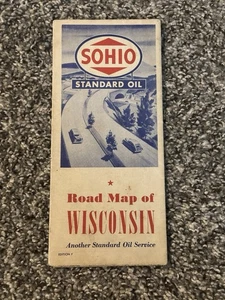 SOHIO
STANDARD OIL
Road Map of
WISCONSIN
Another Standard Oil Service